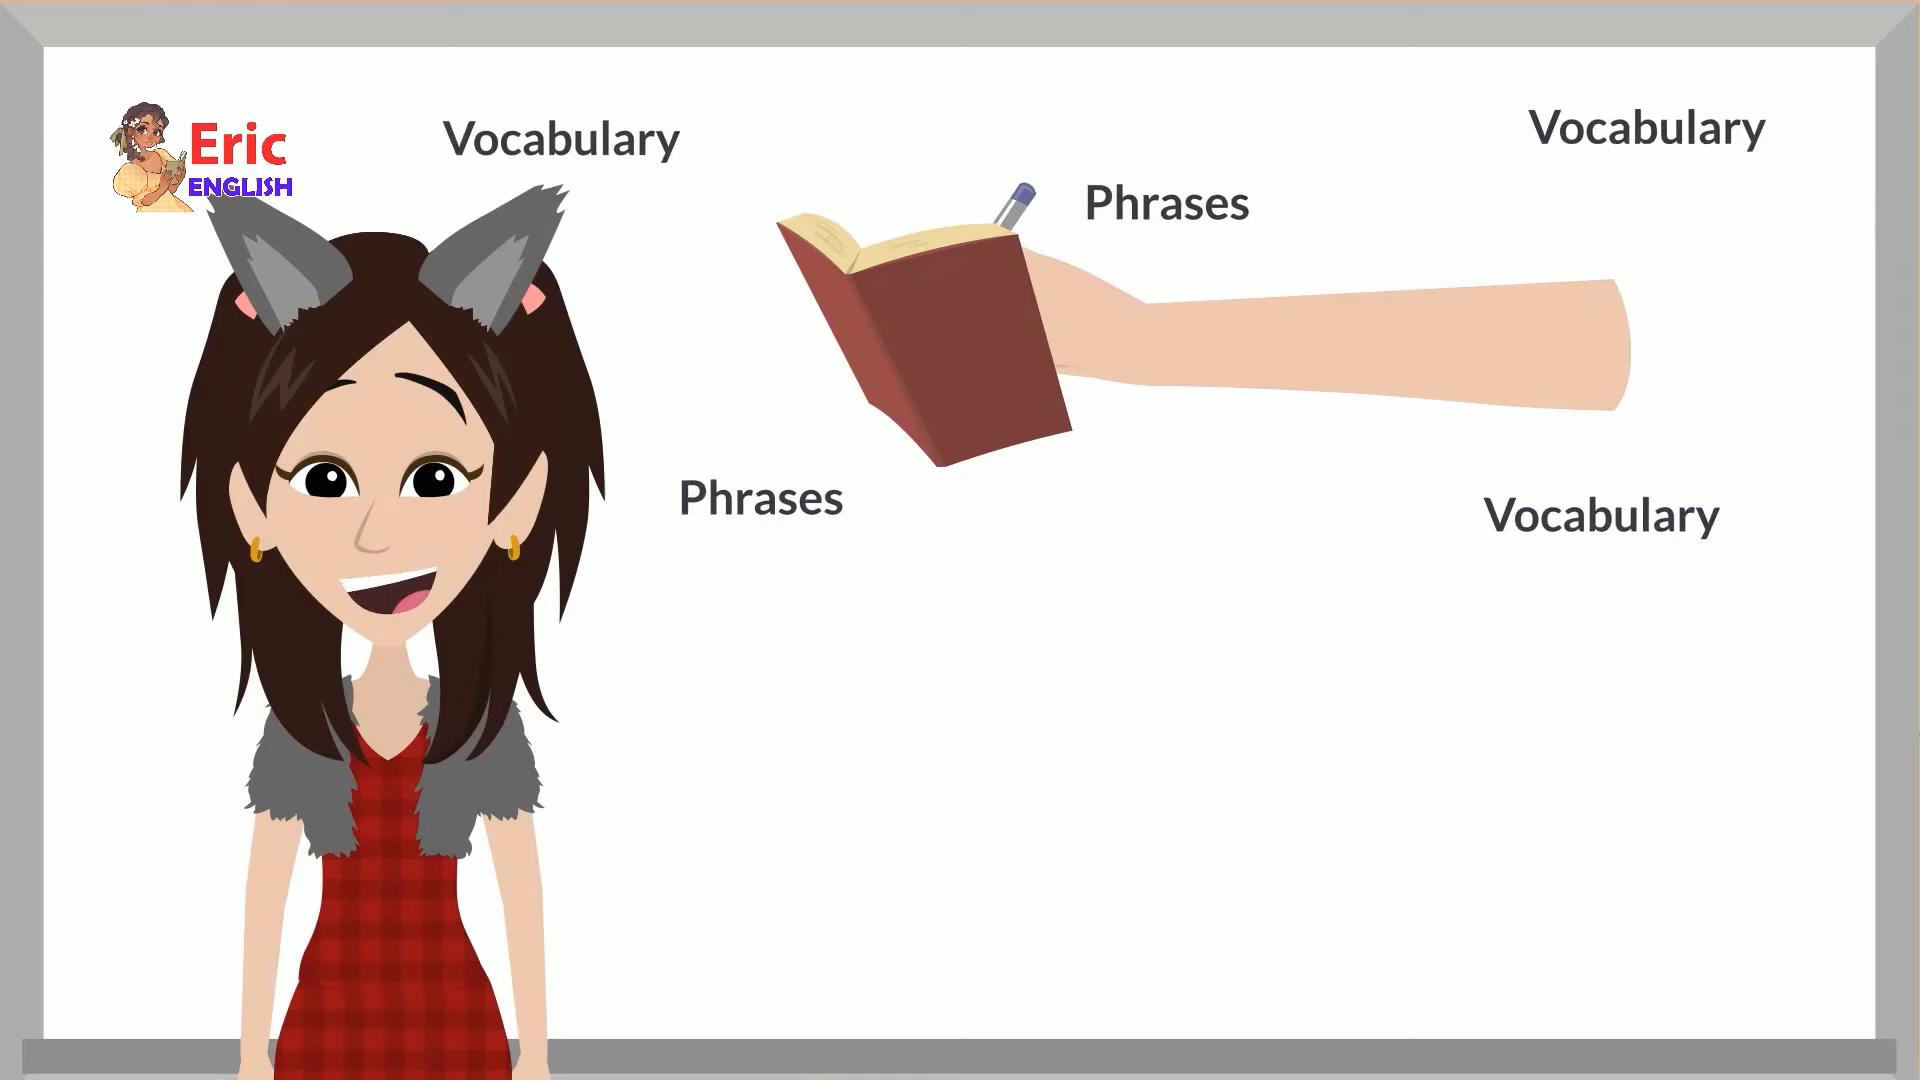 Eric
ENGLISH
Vocabulary
Vocabulary
Phrases
Phrases
Vocabulary